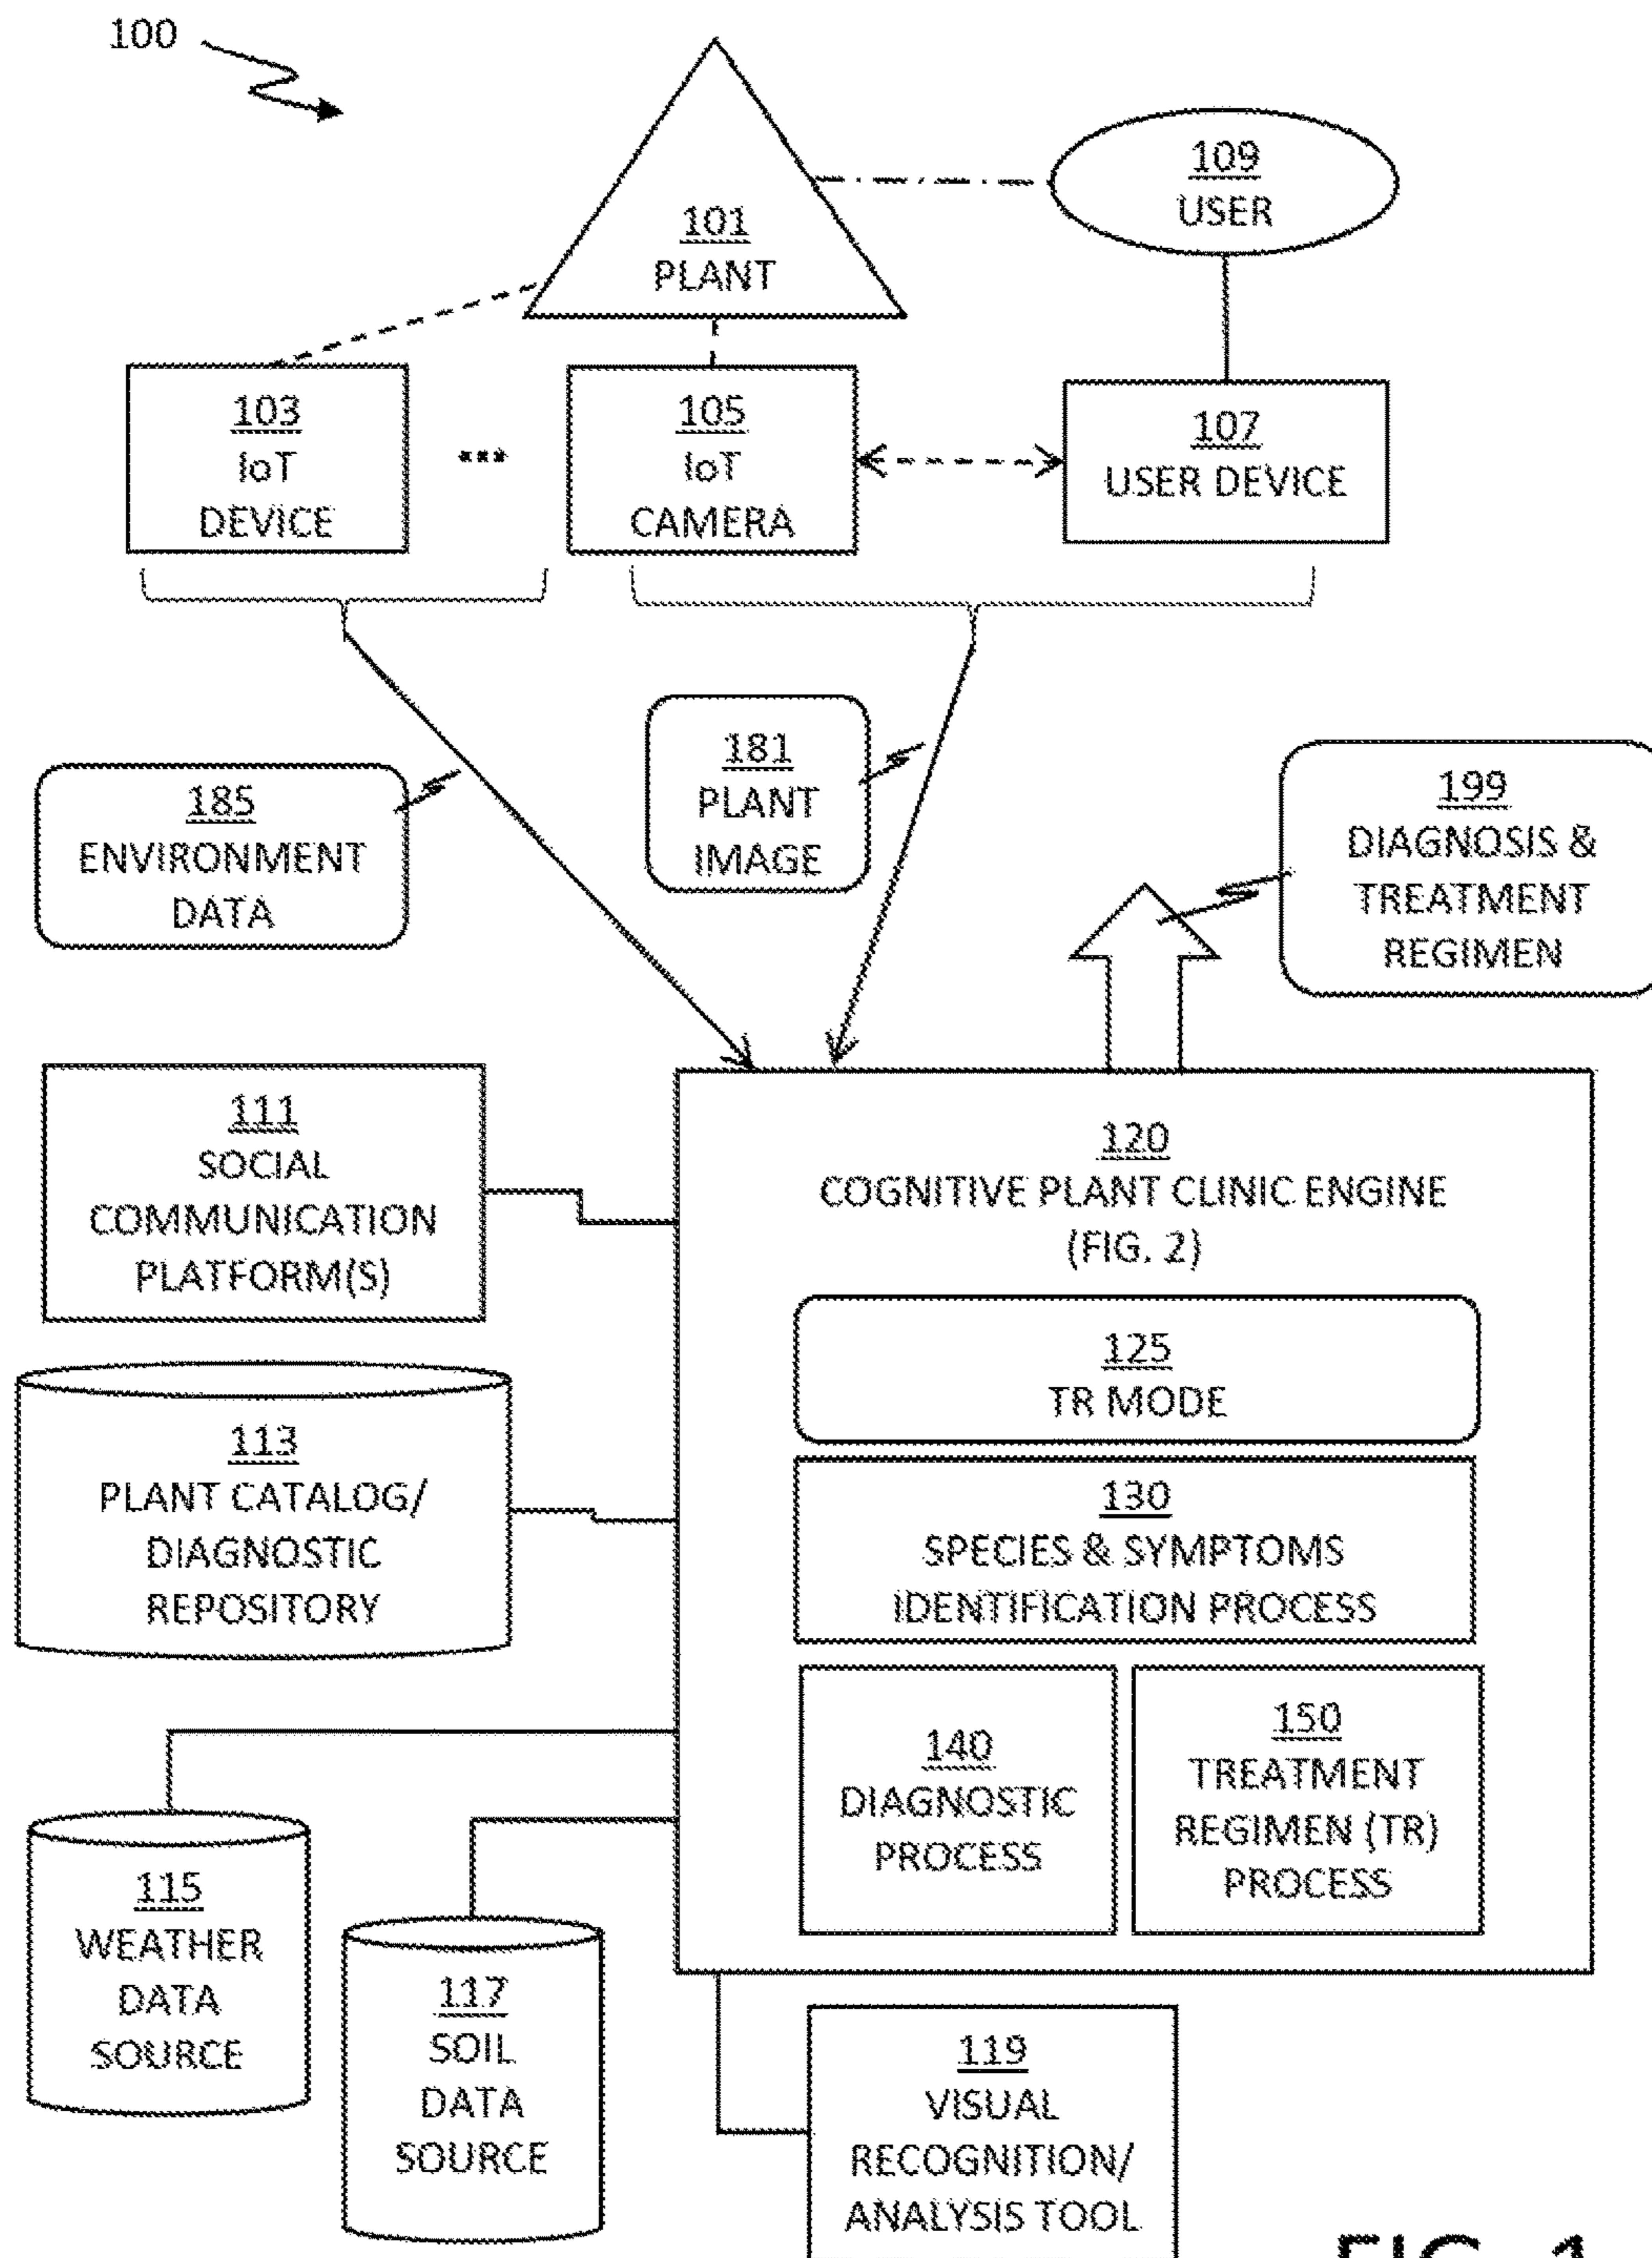 100
101
PLANT
109
USER
103
IoT
DEVICE
...
105
IoT
CAMERA
107
USER DEVICE
185
ENVIRONMENT
DATA
181
PLANT
IMAGE
199
DIAGNOSIS &
TREATMENT
REGIMEN
111
SOCIAL
COMMUNICATION
PLATFORM(S)
113
PLANT CATALOG/
DIAGNOSTIC
REPOSITORY
115
WEATHER
DATA
SOURCE
117
SOIL
DATA
SOURCE
120
COGNITIVE PLANT CLINIC ENGINE
(FIG. 2)
125
TR MODE
130
SPECIES & SYMPTOMS
IDENTIFICATION PROCESS
140
DIAGNOSTIC
PROCESS
150
TREATMENT
REGIMEN (TR)
PROCESS
119
VISUAL
RECOGNITION/
ANALYSIS TOOL
FIG. 1